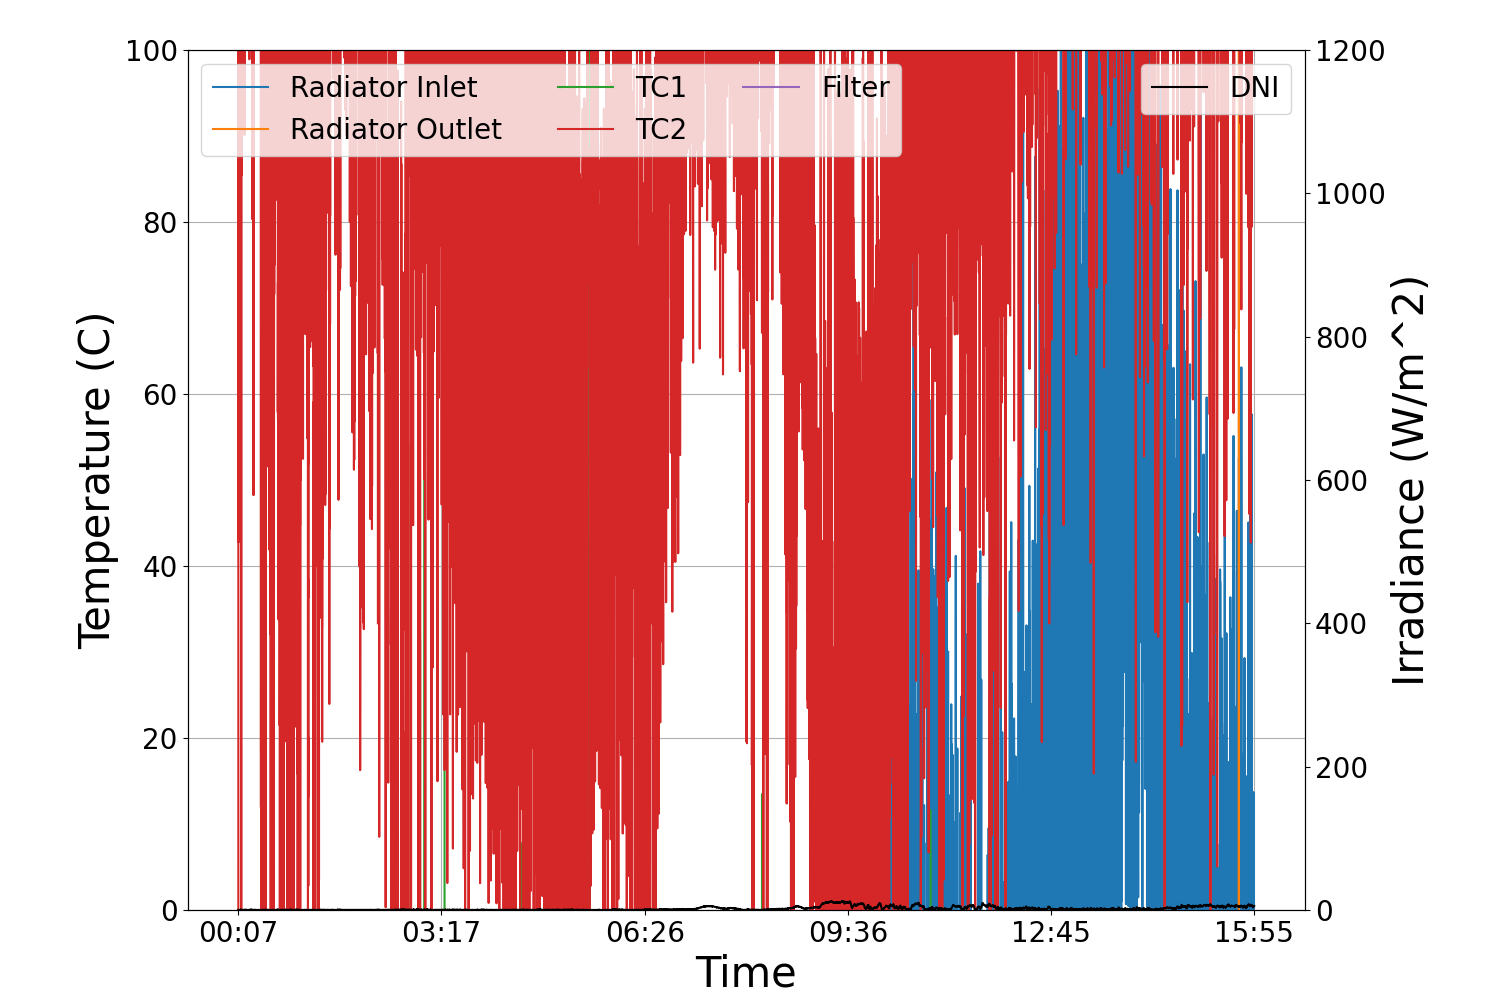 Radiator Inlet
Radiator Outlet
TC1
TC2
Filter
DNI
100
80
60
40
20
0
Temperature (C)
1200
1000
800
600
400
200
0
Irradiance (W/m^2)
00:07 03:17 06:26 09:36 12:45 15:55
Time